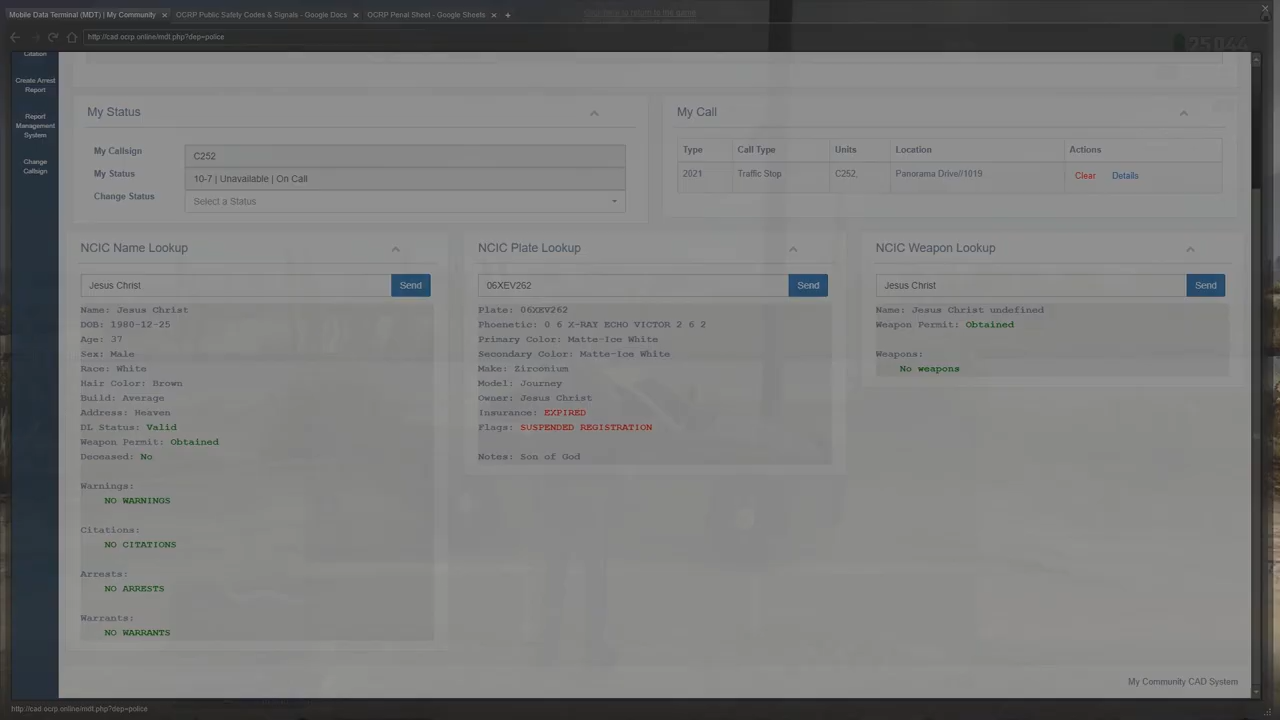 Mobile Data Terminal (MDT) | My Community
OCRP Public Safety Codes & Signals - Google Docs
OCRP Penal Sheet - Google Sheets
Click here to return to the game
http://cad.ocrp.online/mdt.php?dep=police
Citation
Create Arrest
Report
Report
Management
System
Change
Callsign
My Status
My Callsign
C252
My Status
10-7 | Unavailable | On Call
Change Status
Select a Status
My Call
Type Call Type Units Location Actions
2021 Traffic Stop C252, Panorama Drive//1019 Clear Details
NCIC Name Lookup
Jesus Christ Send
Name: Jesus Christ
DOB: 1980-12-25
Age: 37
Sex: Male
Race: White
Hair Color: Brown
Build: Average
Address: Heaven
DL Status: Valid
Weapon Permit: Obtained
Deceased: No
Warnings:
NO WARNINGS
Citations:
NO CITATIONS
Arrests:
NO ARRESTS
Warrants:
NO WARRANTS
NCIC Plate Lookup
06XEV262 Send
Plate: 06XEV262
Phoenetic: 0 6 X-RAY ECHO VICTOR 2 6 2
Primary Color: Matte-Ice White
Secondary Color: Matte-Ice White
Make: Zirconium
Model: Journey
Owner: Jesus Christ
Insurance: EXPIRED
Flags: SUSPENDED REGISTRATION
Notes: Son of God
NCIC Weapon Lookup
Jesus Christ Send
Name: Jesus Christ undefined
Weapon Permit: Obtained
Weapons:
No weapons
My Community CAD System
http://cad.ocrp.online/mdt.php?dep=police